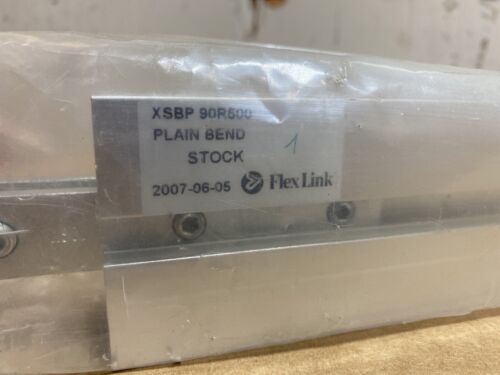 XSBP 90R500
PLAIN BEND
STOCK 1
2007-06-05 FlexLink